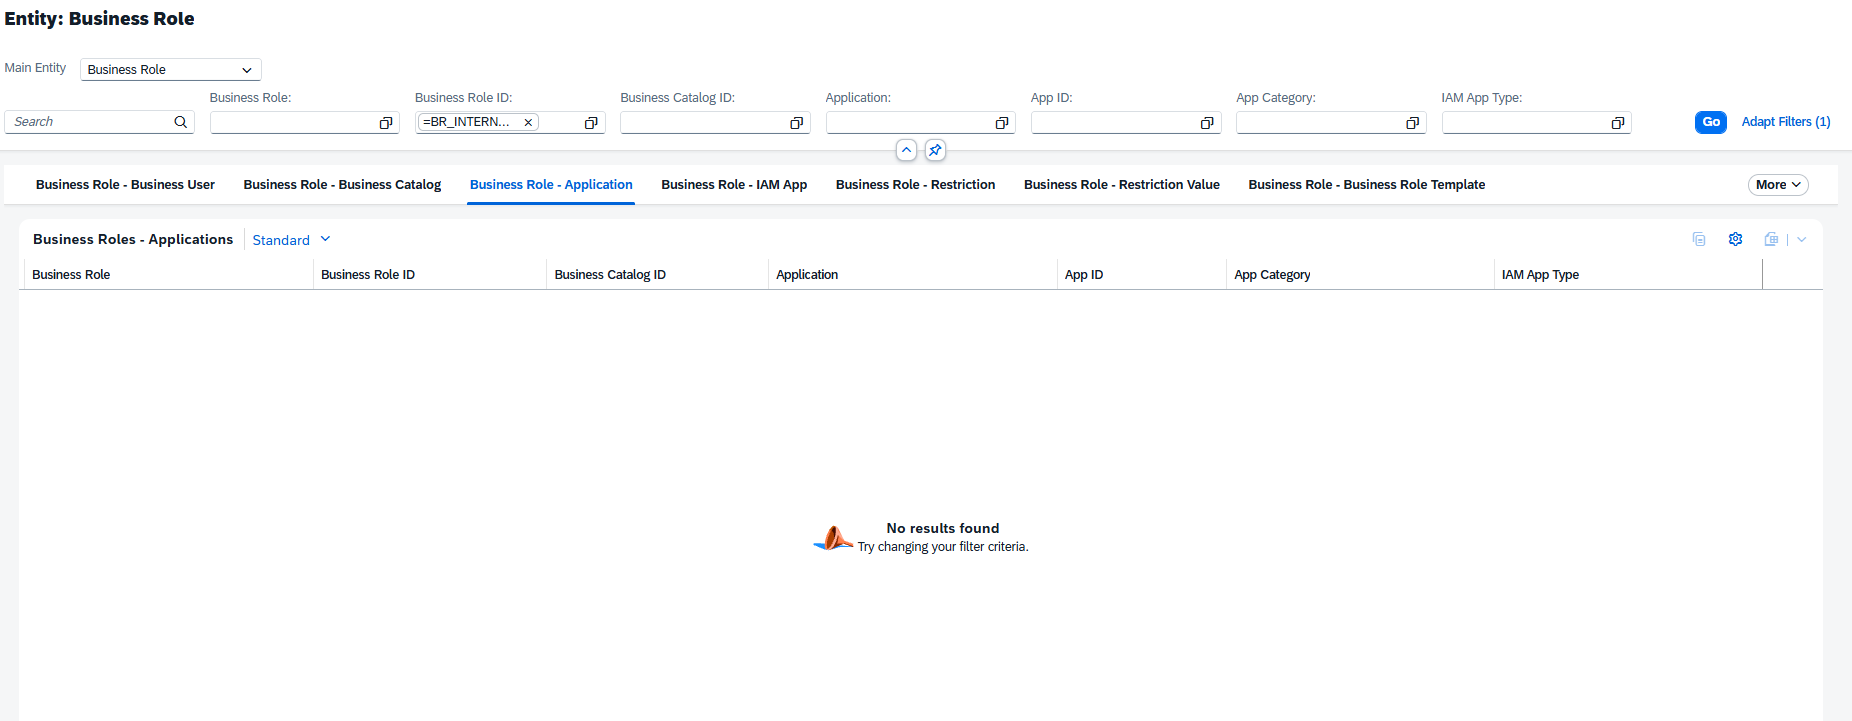 Entity: Business Role
Main Entity
Business Role
Business Role:
Business Role ID:
Business Catalog ID:
Application:
App ID:
App Category:
IAM App Type:
Search
=BR_INTERN...
Go
Adapt Filters (1)
Business Role - Business User
Business Role - Business Catalog
Business Role - Application
Business Role - IAM App
Business Role - Restriction
Business Role - Restriction Value
Business Role - Business Role Template
More
Business Roles - Applications
Standard
Business Role
Business Role ID
Business Catalog ID
Application
App ID
App Category
IAM App Type
No results found
Try changing your filter criteria.